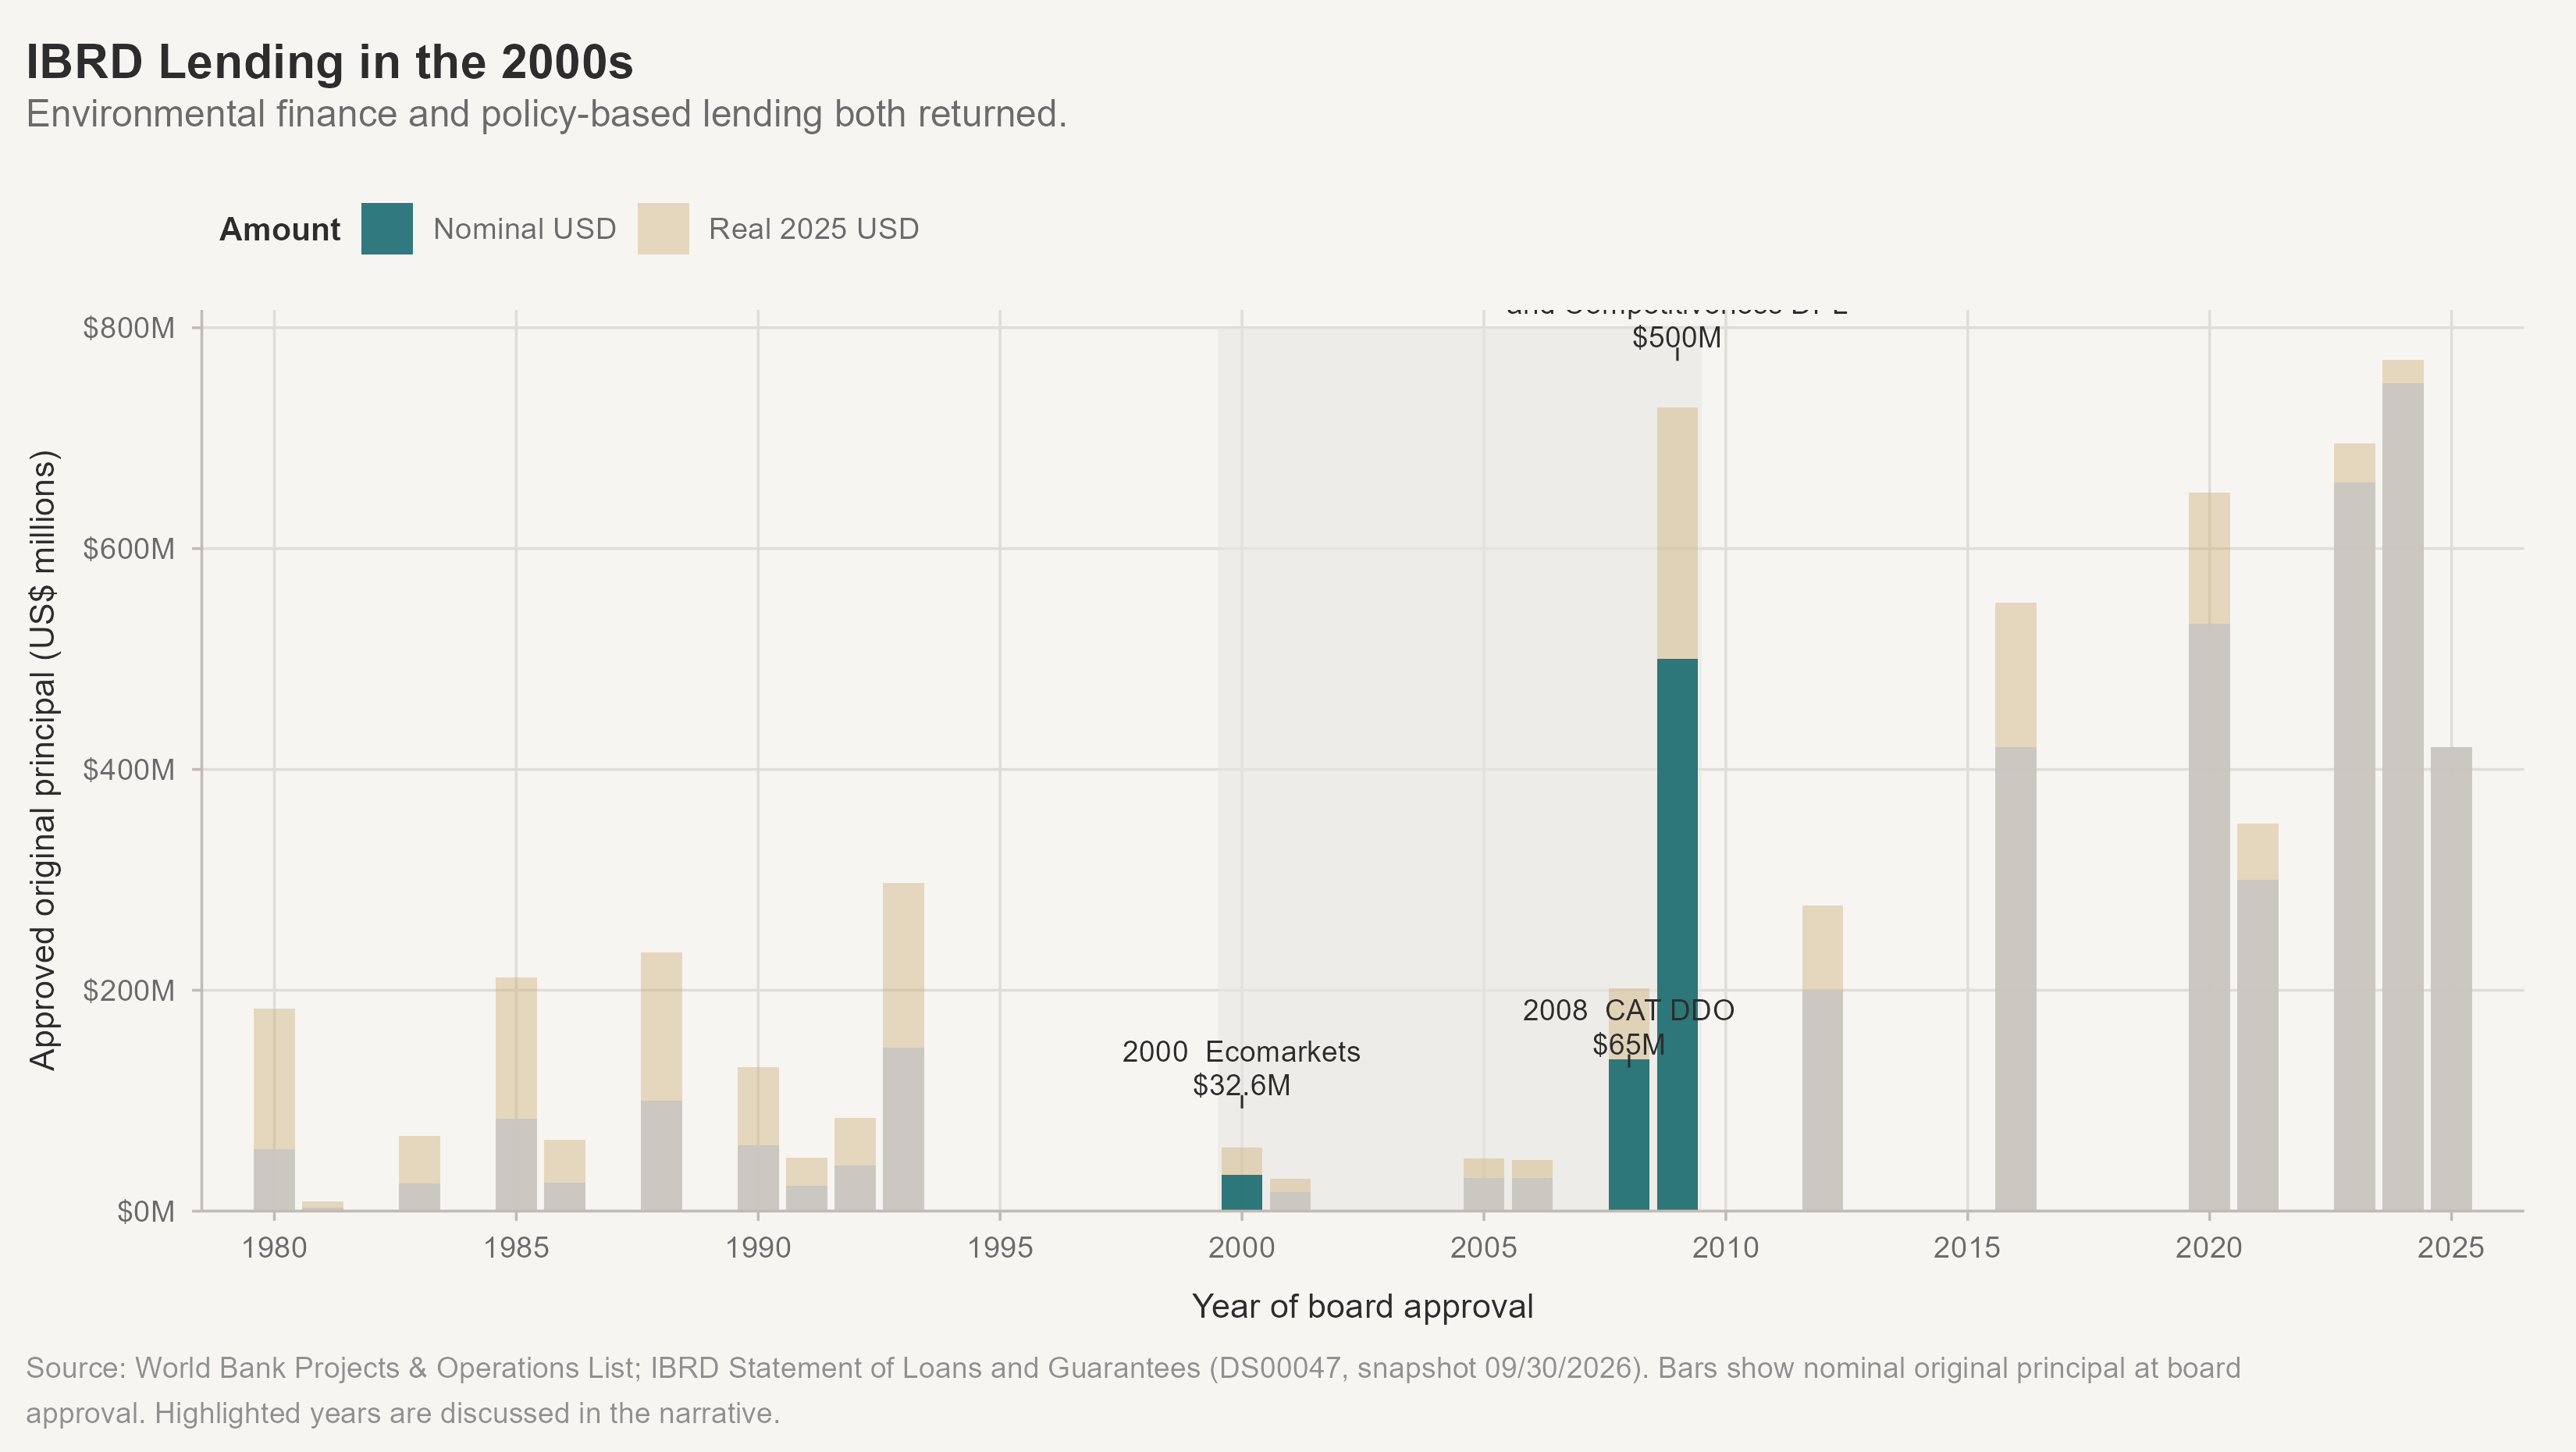 IBRD Lending in the 2000s
Environmental finance and policy-based lending both returned.
Amount
Nominal USD
Real 2025 USD
Approved original principal (US$ millions)
$800M
$600M
$400M
$200M
$0M
and Competitiveness DPL
$500M
2008  CAT DDO
$65M
2000  Ecomarkets
$32.6M
1980
1985
1990
1995
2000
2005
2010
2015
2020
2025
Year of board approval
Source: World Bank Projects & Operations List; IBRD Statement of Loans and Guarantees (DS00047, snapshot 09/30/2026). Bars show nominal original principal at board
approval. Highlighted years are discussed in the narrative.